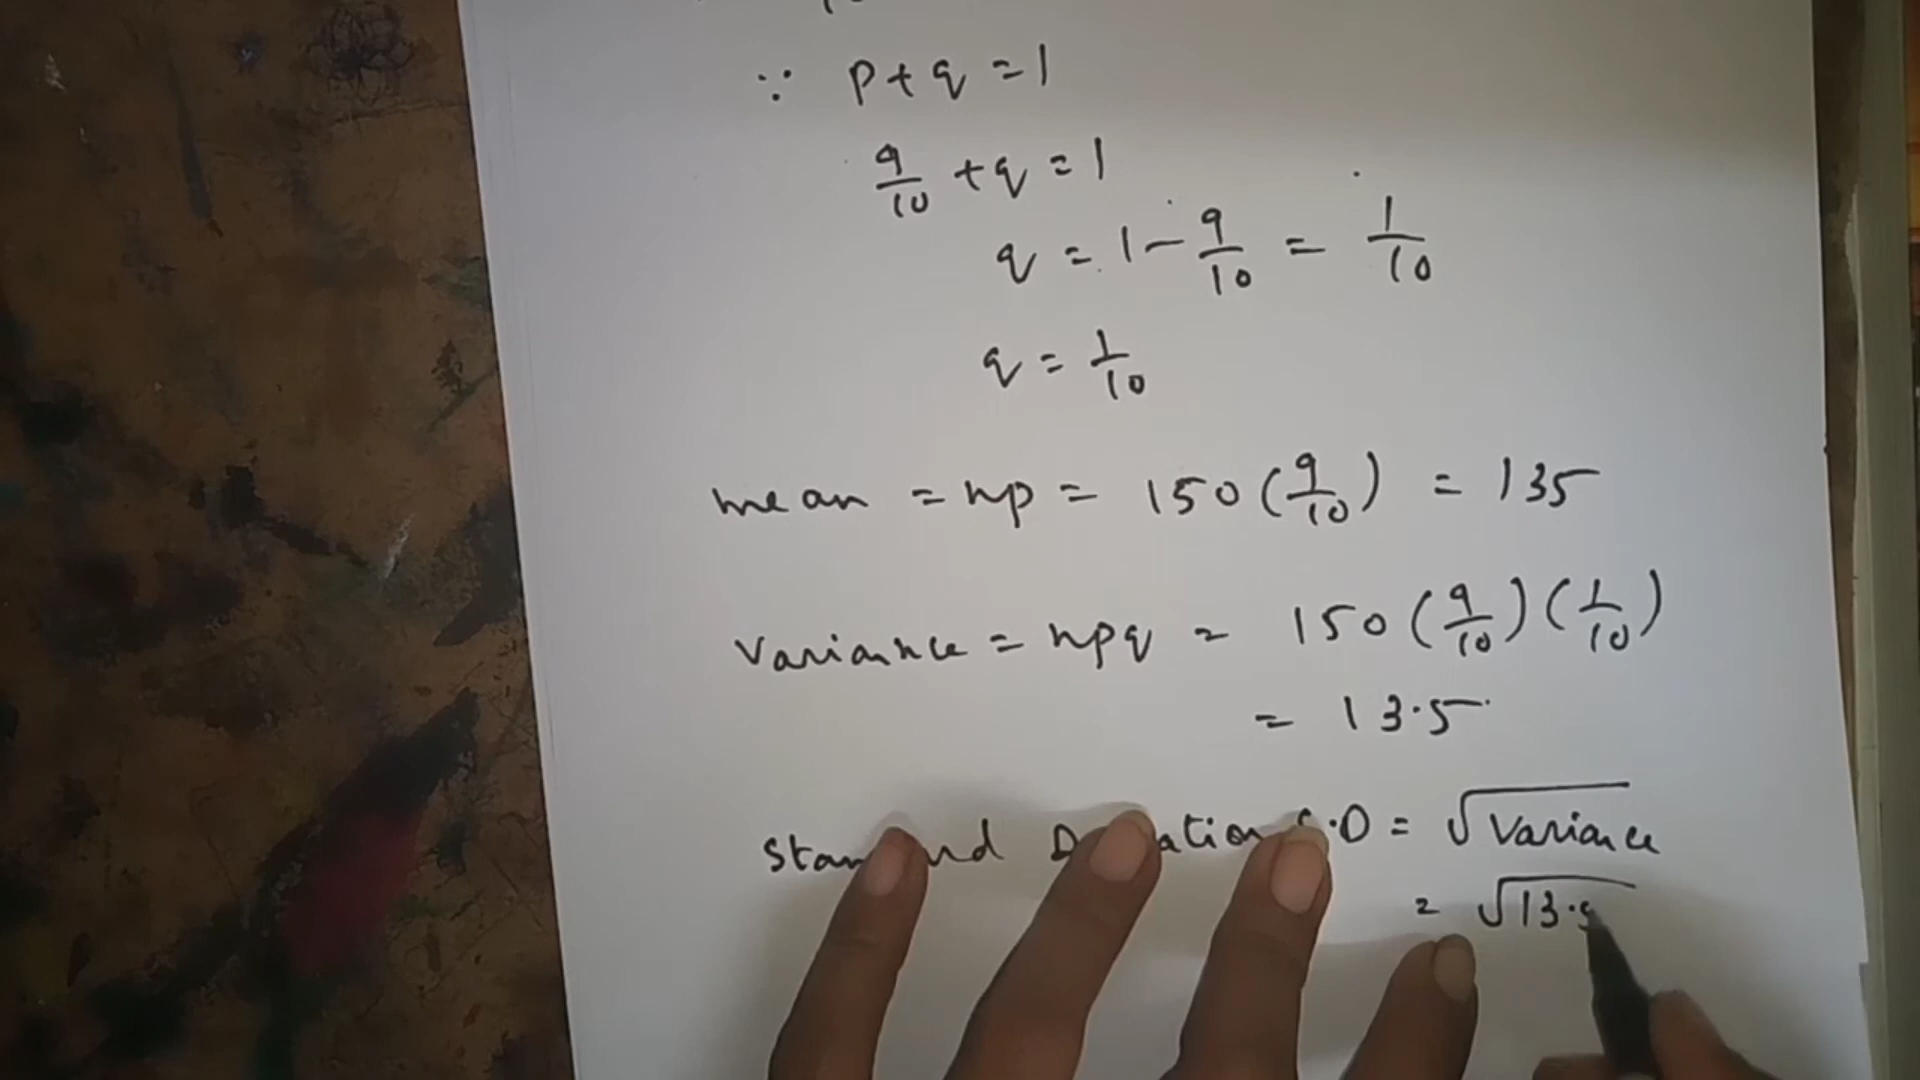 ∵ p+q=1
9/10 +q=1
q = 1- 9/10 = 1/10
q = 1/10
mean = np = 150(9/10) = 135
Variance = npq = 150(9/10)(1/10)
= 13.5
.D = √Variance
= √13.5